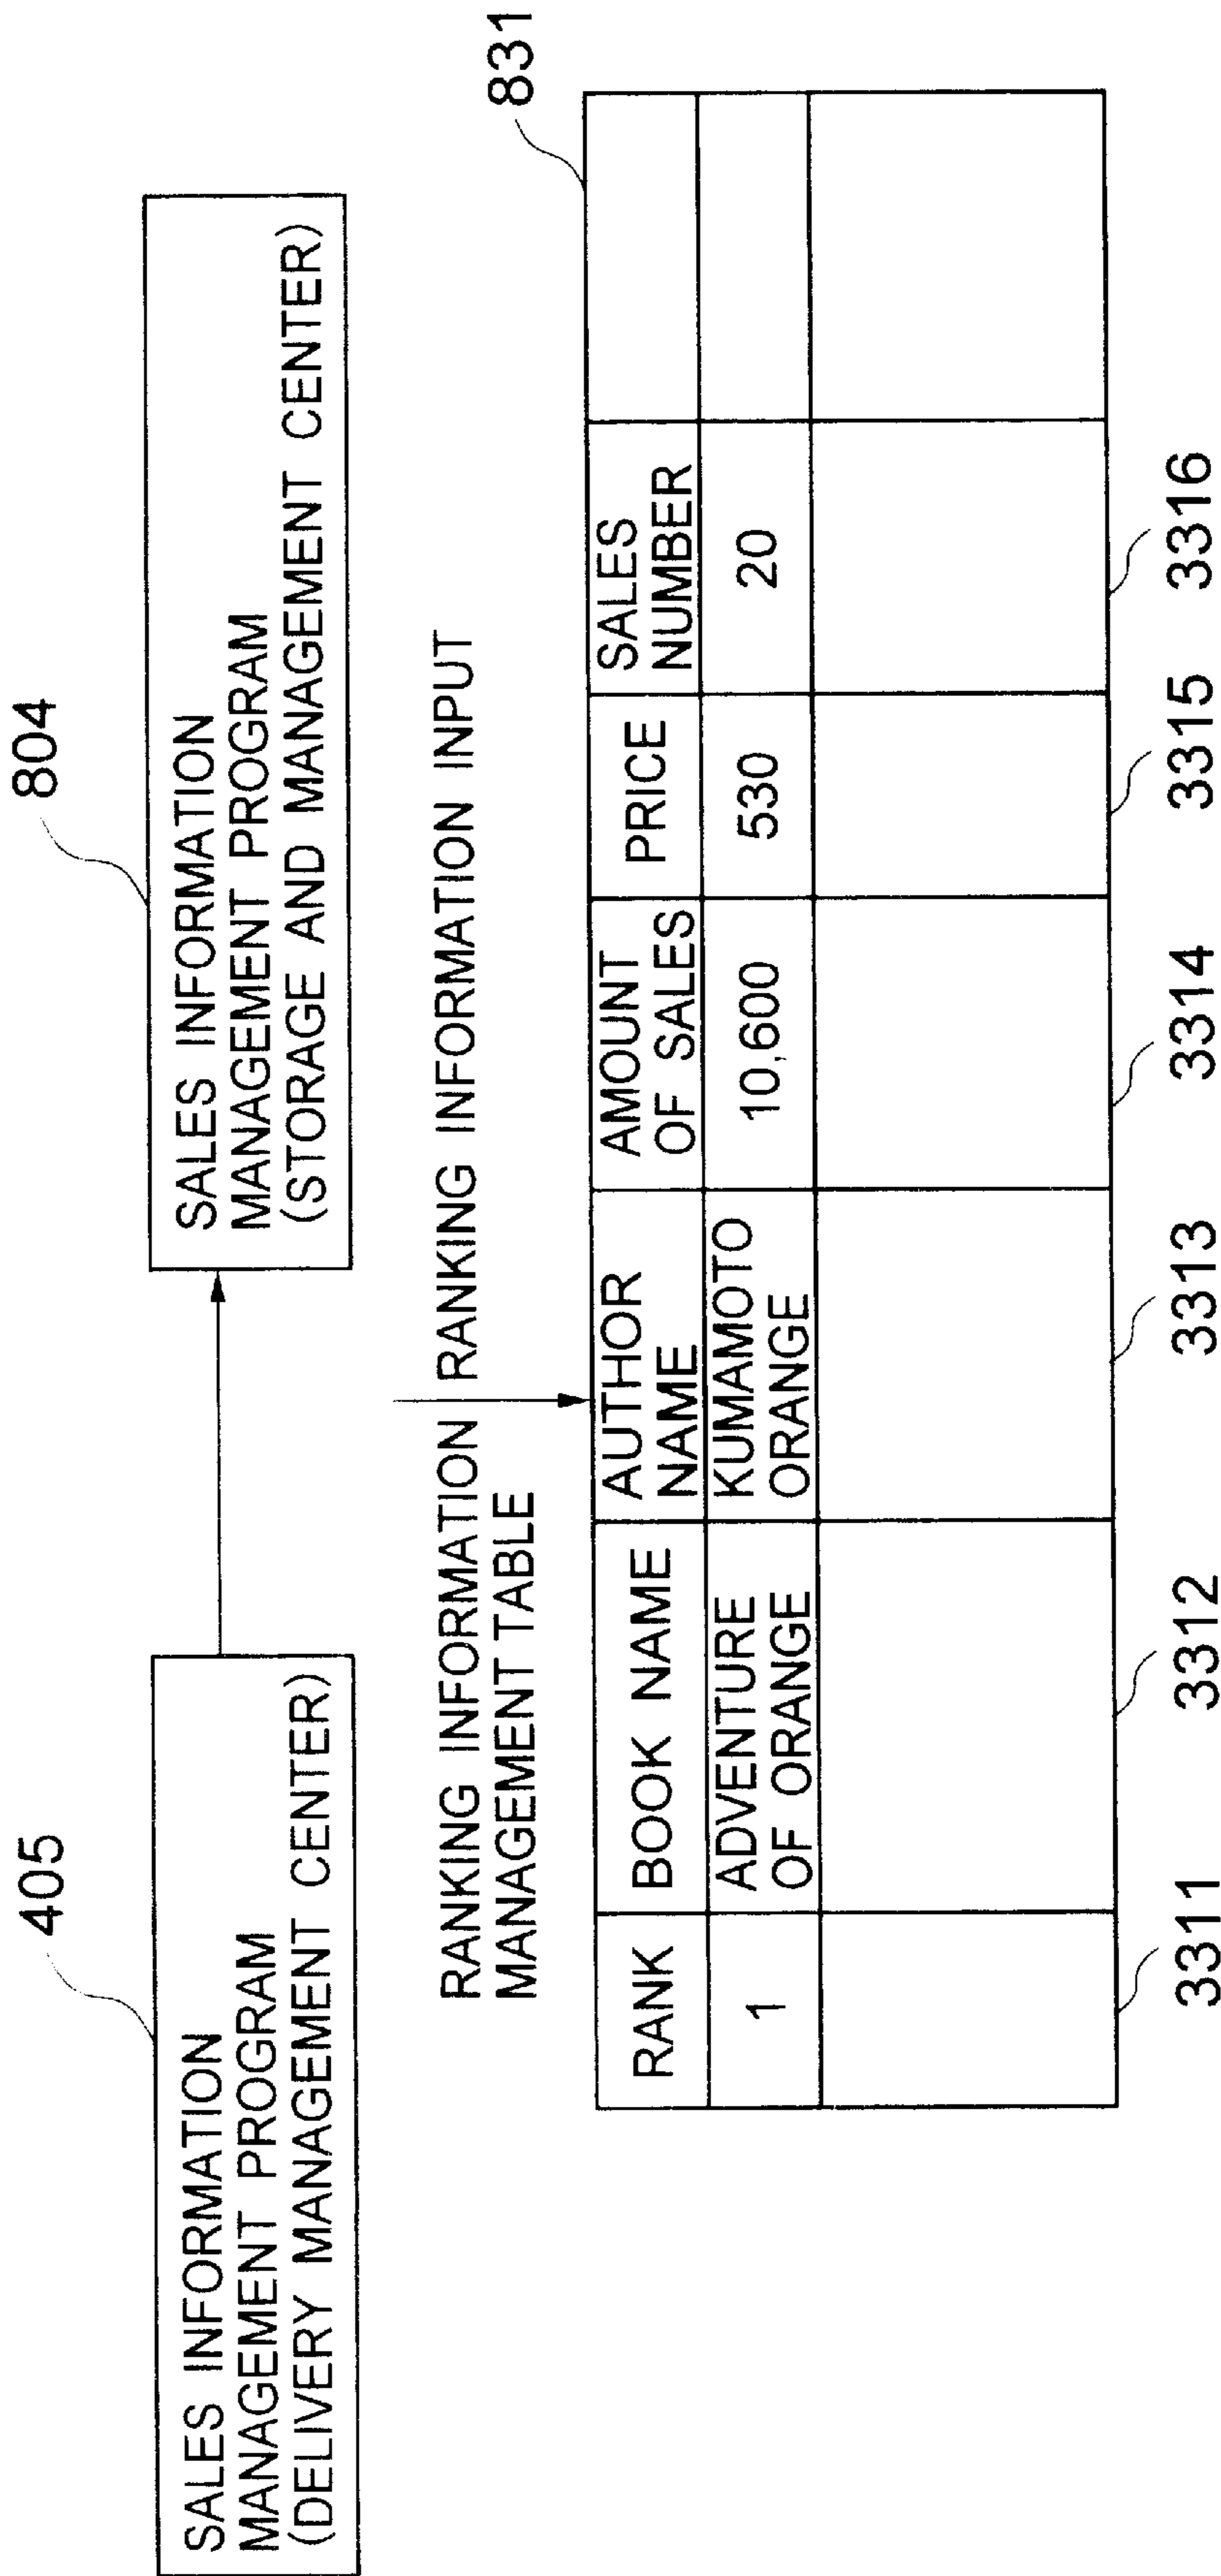 405
SALES INFORMATION
MANAGEMENT PROGRAM
(DELIVERY MANAGEMENT CENTER)
804
SALES INFORMATION
MANAGEMENT PROGRAM
(STORAGE AND MANAGEMENT CENTER)
RANKING INFORMATION
MANAGEMENT TABLE
RANKING INFORMATION INPUT
831
RANK
BOOK NAME
AUTHOR
NAME
AMOUNT
OF SALES
PRICE
SALES
NUMBER
1
ADVENTURE
OF ORANGE
KUMAMOTO
ORANGE
10,600
530
20
3311
3312
3313
3314
3315
3316